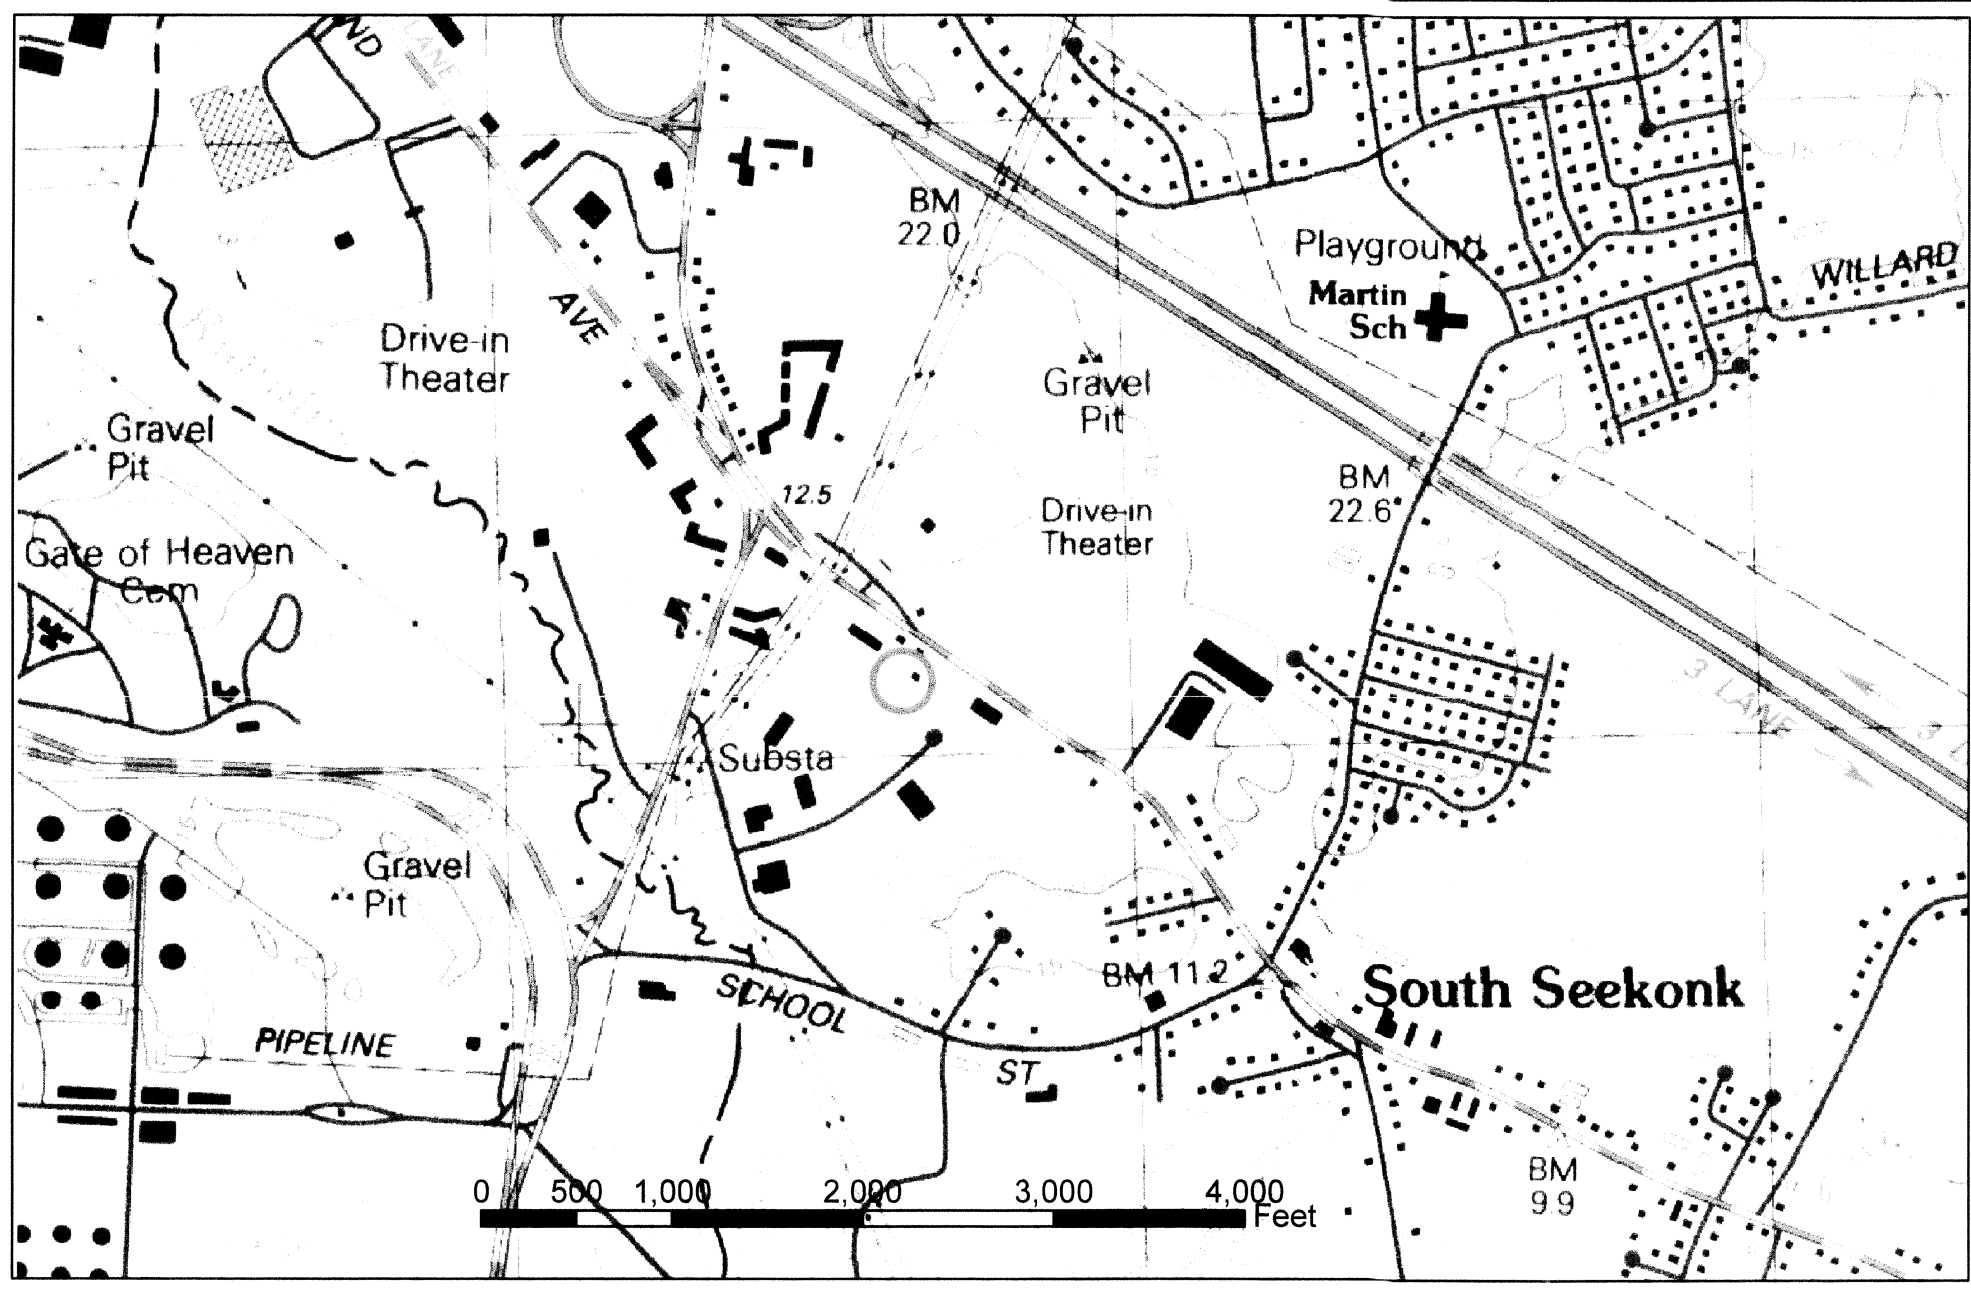 ND
LANE
BM
22.0
Playground
Martin
Sch
WILLARD
AVE
Drive-in
Theater
Gravel
Pit
Gravel
Pit
BM
22.6
12.5
Drive-in
Theater
Gate of Heaven
Cem
3 LANE
3 L
Substa
Gravel
Pit
BM 11.2
South Seekonk
SCHOOL
PIPELINE
ST
BM
9.9
0 500 1,000 2,000 3,000 4,000
Feet